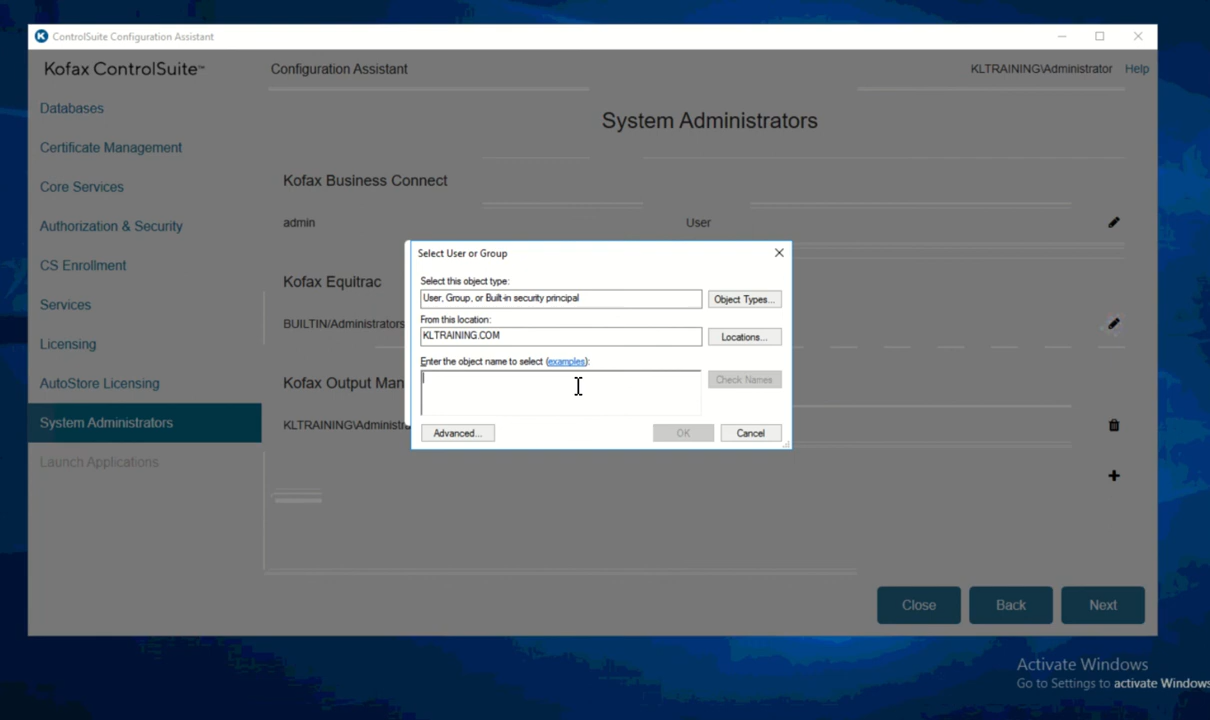 ControlSuite Configuration Assistant
Kofax ControlSuite™
Configuration Assistant
KLTRAINING\Administrator
Help
Databases
Certificate Management
Core Services
Authorization & Security
CS Enrollment
Services
Licensing
AutoStore Licensing
System Administrators
Launch Applications
System Administrators
Kofax Business Connect
admin
User
Kofax Equitrac
BUILTIN/Administrators
Kofax Output Man
KLTRAINING\Administr
Select User or Group
Select this object type:
User, Group, or Built-in security principal
Object Types...
From this location:
KLTRAINING.COM
Locations...
Enter the object name to select (examples):
Check Names
Advanced...
OK
Cancel
Close
Back
Next
Activate Windows
Go to Settings to activate Windows